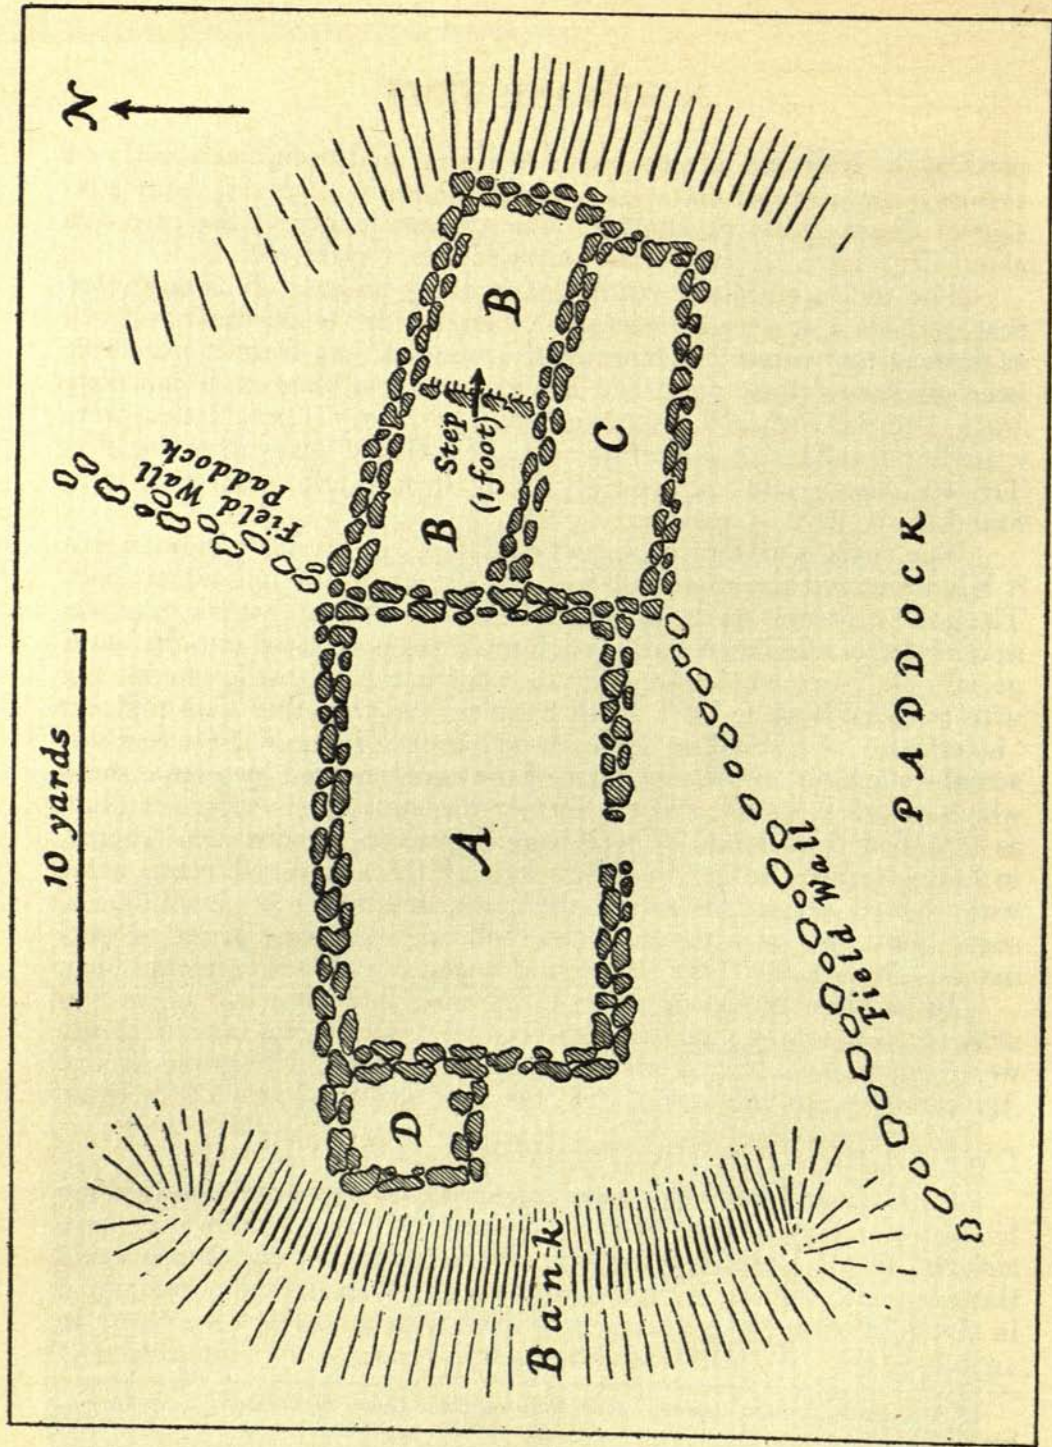 10 yards
N
Field Wall
Paddock
B
Step
(1 foot)
B
A
C
D
Bank
Field Wall
PADDOCK